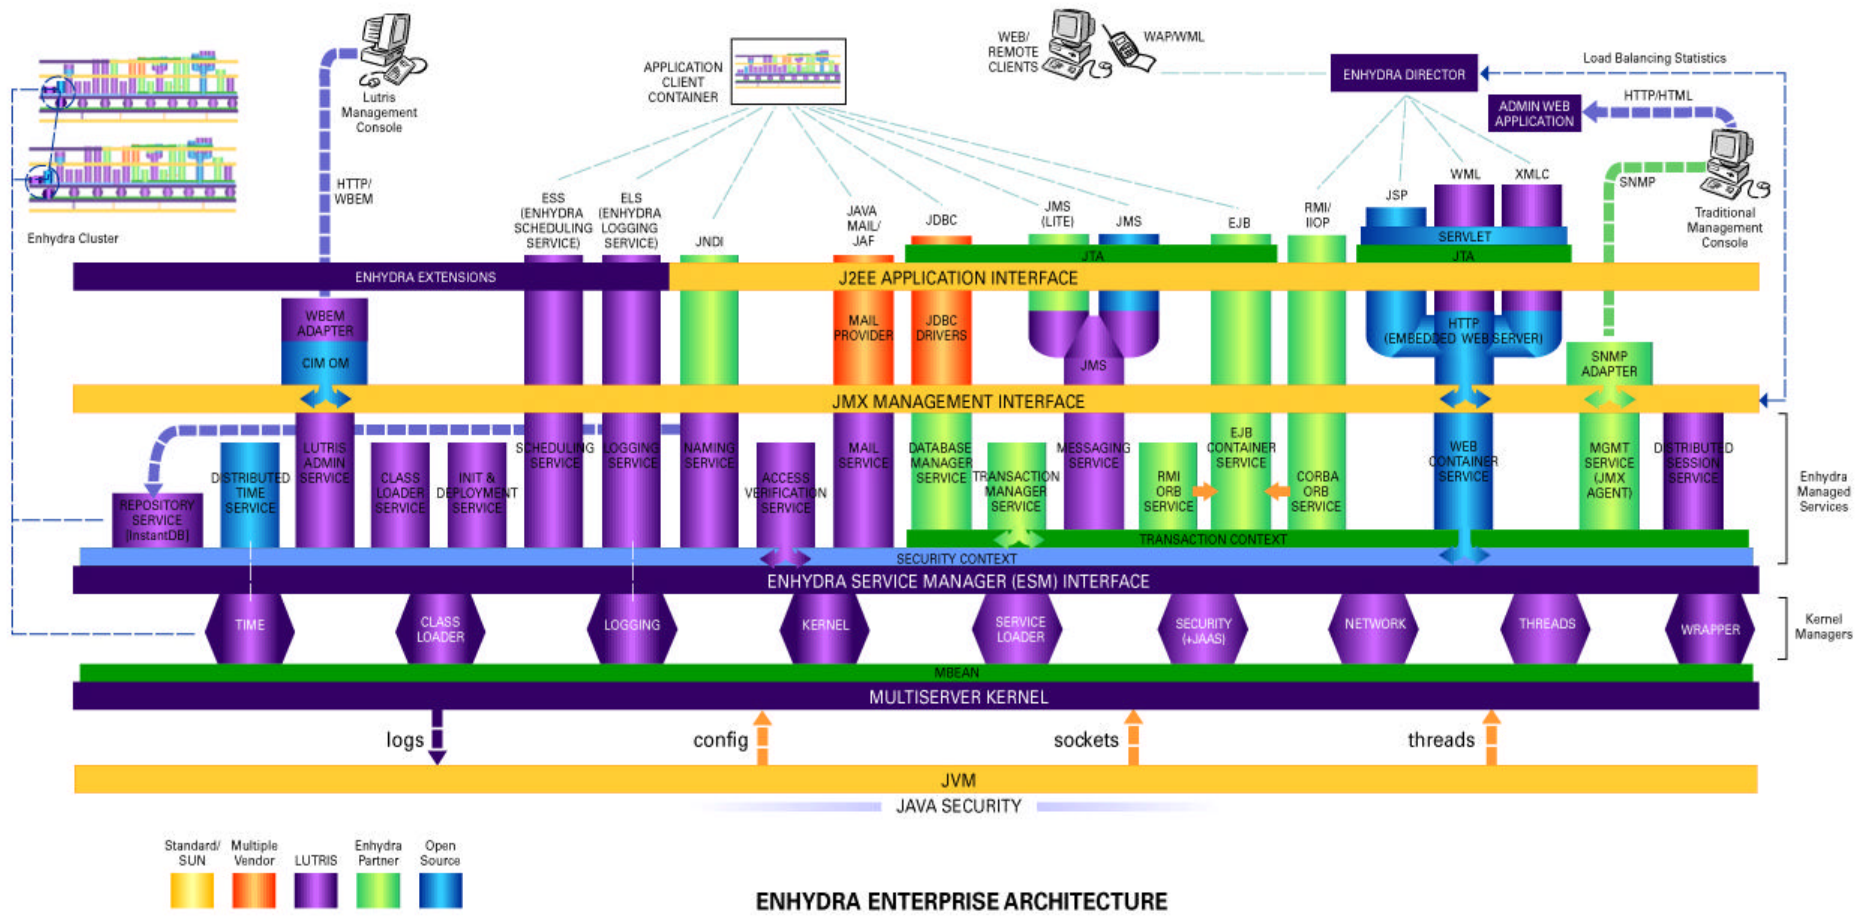 WEB/
REMOTE
CLIENTS
WAP/WML
APPLICATION
CLIENT
CONTAINER
ENHYDRA DIRECTOR
Load Balancing Statistics
Lutris
Management
Console
ADMIN WEB
APPLICATION
HTTP/HTML
HTTP/
WBEM
SNMP
Traditional
Management
Console
Enhydra Cluster
ESS
(ENHYDRA
SCHEDULING
SERVICE)
ELS
(ENHYDRA
LOGGING
SERVICE)
JNDI
JAVA
MAIL/
JAF
JDBC
JMS
(LITE)
JMS
EJB
RMI/
IIOP
JSP
WML
XMLC
SERVLET
JTA
JTA
ENHYDRA EXTENSIONS
J2EE APPLICATION INTERFACE
WBEM
ADAPTER
CIM OM
MAIL
PROVIDER
JDBC
DRIVERS
JMS
HTTP
(EMBEDDED WEB SERVER)
SNMP
ADAPTER
JMX MANAGEMENT INTERFACE
REPOSITORY
SERVICE
[InstantDB]
DISTRIBUTED
TIME
SERVICE
LUTRIS
ADMIN
SERVICE
CLASS
LOADER
SERVICE
INIT &
DEPLOYMENT
SERVICE
SCHEDULING
SERVICE
LOGGING
SERVICE
NAMING
SERVICE
ACCESS
VERIFICATION
SERVICE
MAIL
SERVICE
DATABASE
MANAGER
SERVICE
TRANSACTION
MANAGER
SERVICE
MESSAGING
SERVICE
RMI
ORB
SERVICE
EJB
CONTAINER
SERVICE
CORBA
ORB
SERVICE
WEB
CONTAINER
SERVICE
MGMT
SERVICE
(JMX
AGENT)
DISTRIBUTED
SESSION
SERVICE
Enhydra
Managed
Services
TRANSACTION CONTEXT
SECURITY CONTEXT
ENHYDRA SERVICE MANAGER (ESM) INTERFACE
TIME
CLASS
LOADER
LOGGING
KERNEL
SERVICE
LOADER
SECURITY
(+JAAS)
NETWORK
THREADS
WRAPPER
Kernel
Managers
MBEAN
MULTISERVER KERNEL
logs
config
sockets
threads
JVM
JAVA SECURITY
Standard/
SUN
Multiple
Vendor
LUTRIS
Enhydra
Partner
Open
Source
ENHYDRA ENTERPRISE ARCHITECTURE